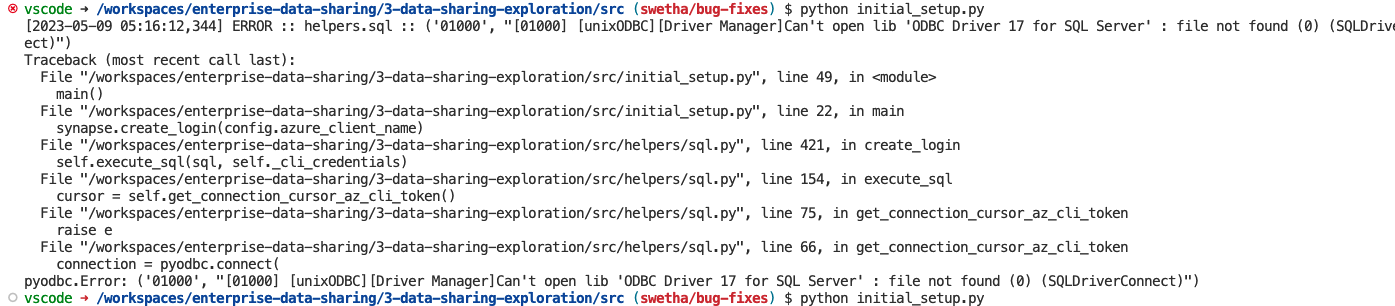 vscode → /workspaces/enterprise-data-sharing/3-data-sharing-exploration/src (swetha/bug-fixes) $ python initial_setup.py
[2023-05-09 05:16:12,344] ERROR :: helpers.sql :: ('01000', "[01000] [unixODBC][Driver Manager]Can't open lib 'ODBC Driver 17 for SQL Server' : file not found (0) (SQLDriverConn
ect)")
Traceback (most recent call last):
  File "/workspaces/enterprise-data-sharing/3-data-sharing-exploration/src/initial_setup.py", line 49, in <module>
    main()
  File "/workspaces/enterprise-data-sharing/3-data-sharing-exploration/src/initial_setup.py", line 22, in main
    synapse.create_login(config.azure_client_name)
  File "/workspaces/enterprise-data-sharing/3-data-sharing-exploration/src/helpers/sql.py", line 421, in create_login
    self.execute_sql(sql, self._cli_credentials)
  File "/workspaces/enterprise-data-sharing/3-data-sharing-exploration/src/helpers/sql.py", line 154, in execute_sql
    cursor = self.get_connection_cursor_az_cli_token()
  File "/workspaces/enterprise-data-sharing/3-data-sharing-exploration/src/helpers/sql.py", line 75, in get_connection_cursor_az_cli_token
    raise e
  File "/workspaces/enterprise-data-sharing/3-data-sharing-exploration/src/helpers/sql.py", line 66, in get_connection_cursor_az_cli_token
    connection = pyodbc.connect(
pyodbc.Error: ('01000', "[01000] [unixODBC][Driver Manager]Can't open lib 'ODBC Driver 17 for SQL Server' : file not found (0) (SQLDriverConnect)")
vscode → /workspaces/enterprise-data-sharing/3-data-sharing-exploration/src (swetha/bug-fixes) $ python initial_setup.py